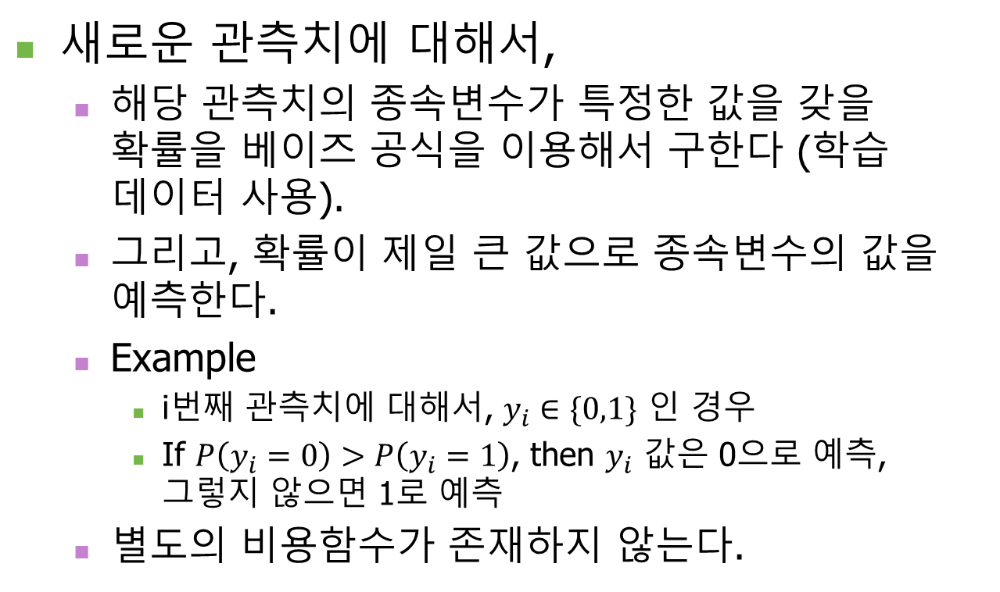 새로운 관측치에 대해서,
해당 관측치의 종속변수가 특정한 값을 갖을
확률을 베이즈 공식을 이용해서 구한다 (학습
데이터 사용).
그리고, 확률이 제일 큰 값으로 종속변수의 값을
예측한다.
Example
i번째 관측치에 대해서, 𝑦ᵢ ∈ {0,1} 인 경우
If 𝑃(𝑦ᵢ = 0) > 𝑃(𝑦ᵢ = 1), then 𝑦ᵢ 값은 0으로 예측,
그렇지 않으면 1로 예측
별도의 비용함수가 존재하지 않는다.